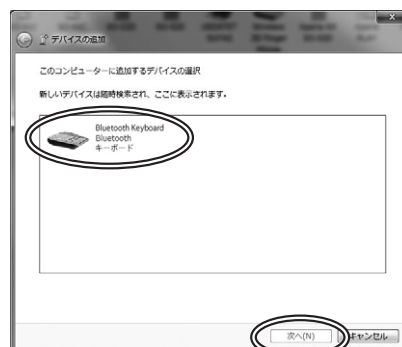 デバイスの追加
このコンピューターに追加するデバイスの選択
新しいデバイスは随時検索され、ここに表示されます。
Bluetooth Keyboard
Bluetooth
キーボード
次へ(N)
キャンセル